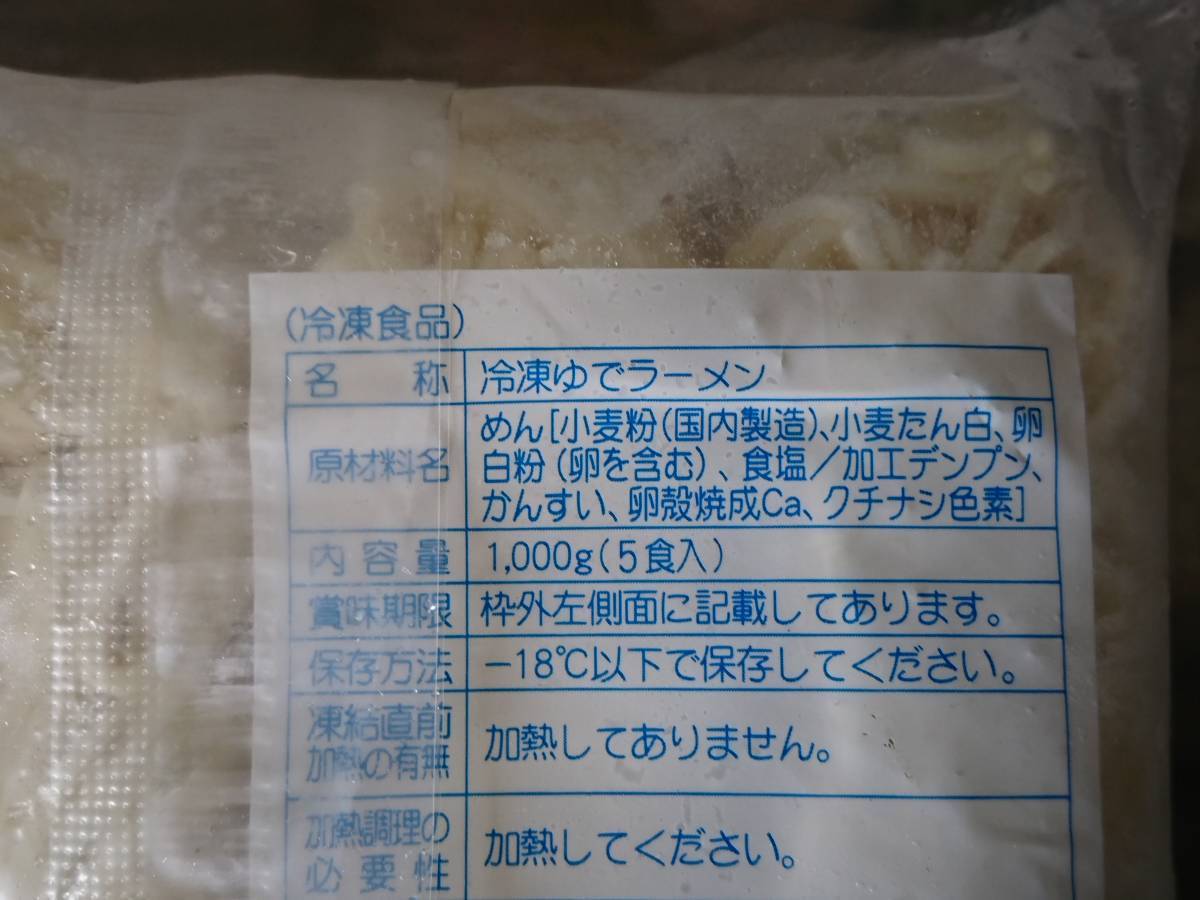 (冷凍食品)
名称 冷凍ゆでラーメン
原材料名 めん[小麦粉(国内製造)、小麦たん白、卵
白粉(卵を含む)、食塩/加工デンプン、
かんすい、卵殻焼成Ca、クチナシ色素]
内容量 1,000g(5食入)
賞味期限 枠外左側面に記載してあります。
保存方法 -18℃以下で保存してください。
凍結直前
加熱の有無 加熱してありません。
加熱調理の
必要性 加熱してください。